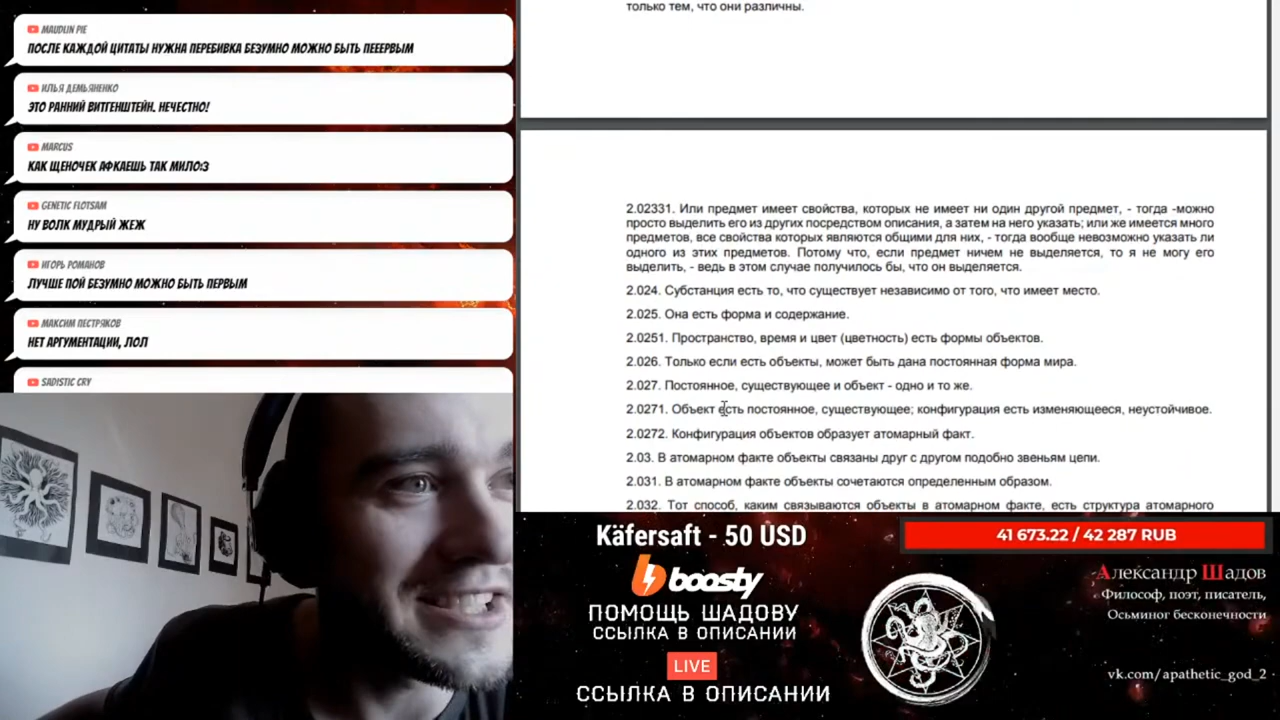 MAUDLIN PIE
ПОСЛЕ КАЖДОЙ ЦИТАТЫ НУЖНА ПЕРЕБИВКА БЕЗУМНО МОЖНО БЫТЬ ПЕЕЕРВЫМ
ИЛЬЯ ДЕМЬЯНЕНКО
ЭТО РАННИЙ ВИТГЕНШТЕЙН. НЕЧЕСТНО!
MARCUS
КАК ЩЕНОЧЕК АФКАЕШЬ ТАК МИЛО:3
GENETIC FLOTSAM
НУ ВОЛК МУДРЫЙ ЖЕЖ
ИГОРЬ РОМАНОВ
ЛУЧШЕ ПОЙ БЕЗУМНО МОЖНО БЫТЬ ПЕРВЫМ
МАКСИМ ПЕСТРЯКОВ
НЕТ АРГУМЕНТАЦИИ, ЛОЛ
SADISTIC CRY
только тем, что они различны.
2.02331. Или предмет имеет свойства, которых не имеет ни один другой предмет, - тогда -можно
просто выделить его из других посредством описания, а затем на него указать; или же имеется много
предметов, все свойства которых являются общими для них, - тогда вообще невозможно указать ли
одного из этих предметов. Потому что, если предмет ничем не выделяется, то я не могу его
выделить, - ведь в этом случае получилось бы, что он выделяется.
2.024. Субстанция есть то, что существует независимо от того, что имеет место.
2.025. Она есть форма и содержание.
2.0251. Пространство, время и цвет (цветность) есть формы объектов.
2.026. Только если есть объекты, может быть дана постоянная форма мира.
2.027. Постоянное, существующее и объект - одно и то же.
2.0271. Объект есть постоянное, существующее; конфигурация есть изменяющееся, неустойчивое.
2.0272. Конфигурация объектов образует атомарный факт.
2.03. В атомарном факте объекты связаны друг с другом подобно звеньям цепи.
2.031. В атомарном факте объекты сочетаются определенным образом.
2.032. Тот способ, каким связываются объекты в атомарном факте, есть структура атомарного
Käfersaft - 50 USD
boosty
ПОМОЩЬ ШАДОВУ
ССЫЛКА В ОПИСАНИИ
LIVE
ССЫЛКА В ОПИСАНИИ
41 673.22 / 42 287 RUB
Александр Шадов
Философ, поэт, писатель,
Осьминог бесконечности
vk.com/apathetic_god_2